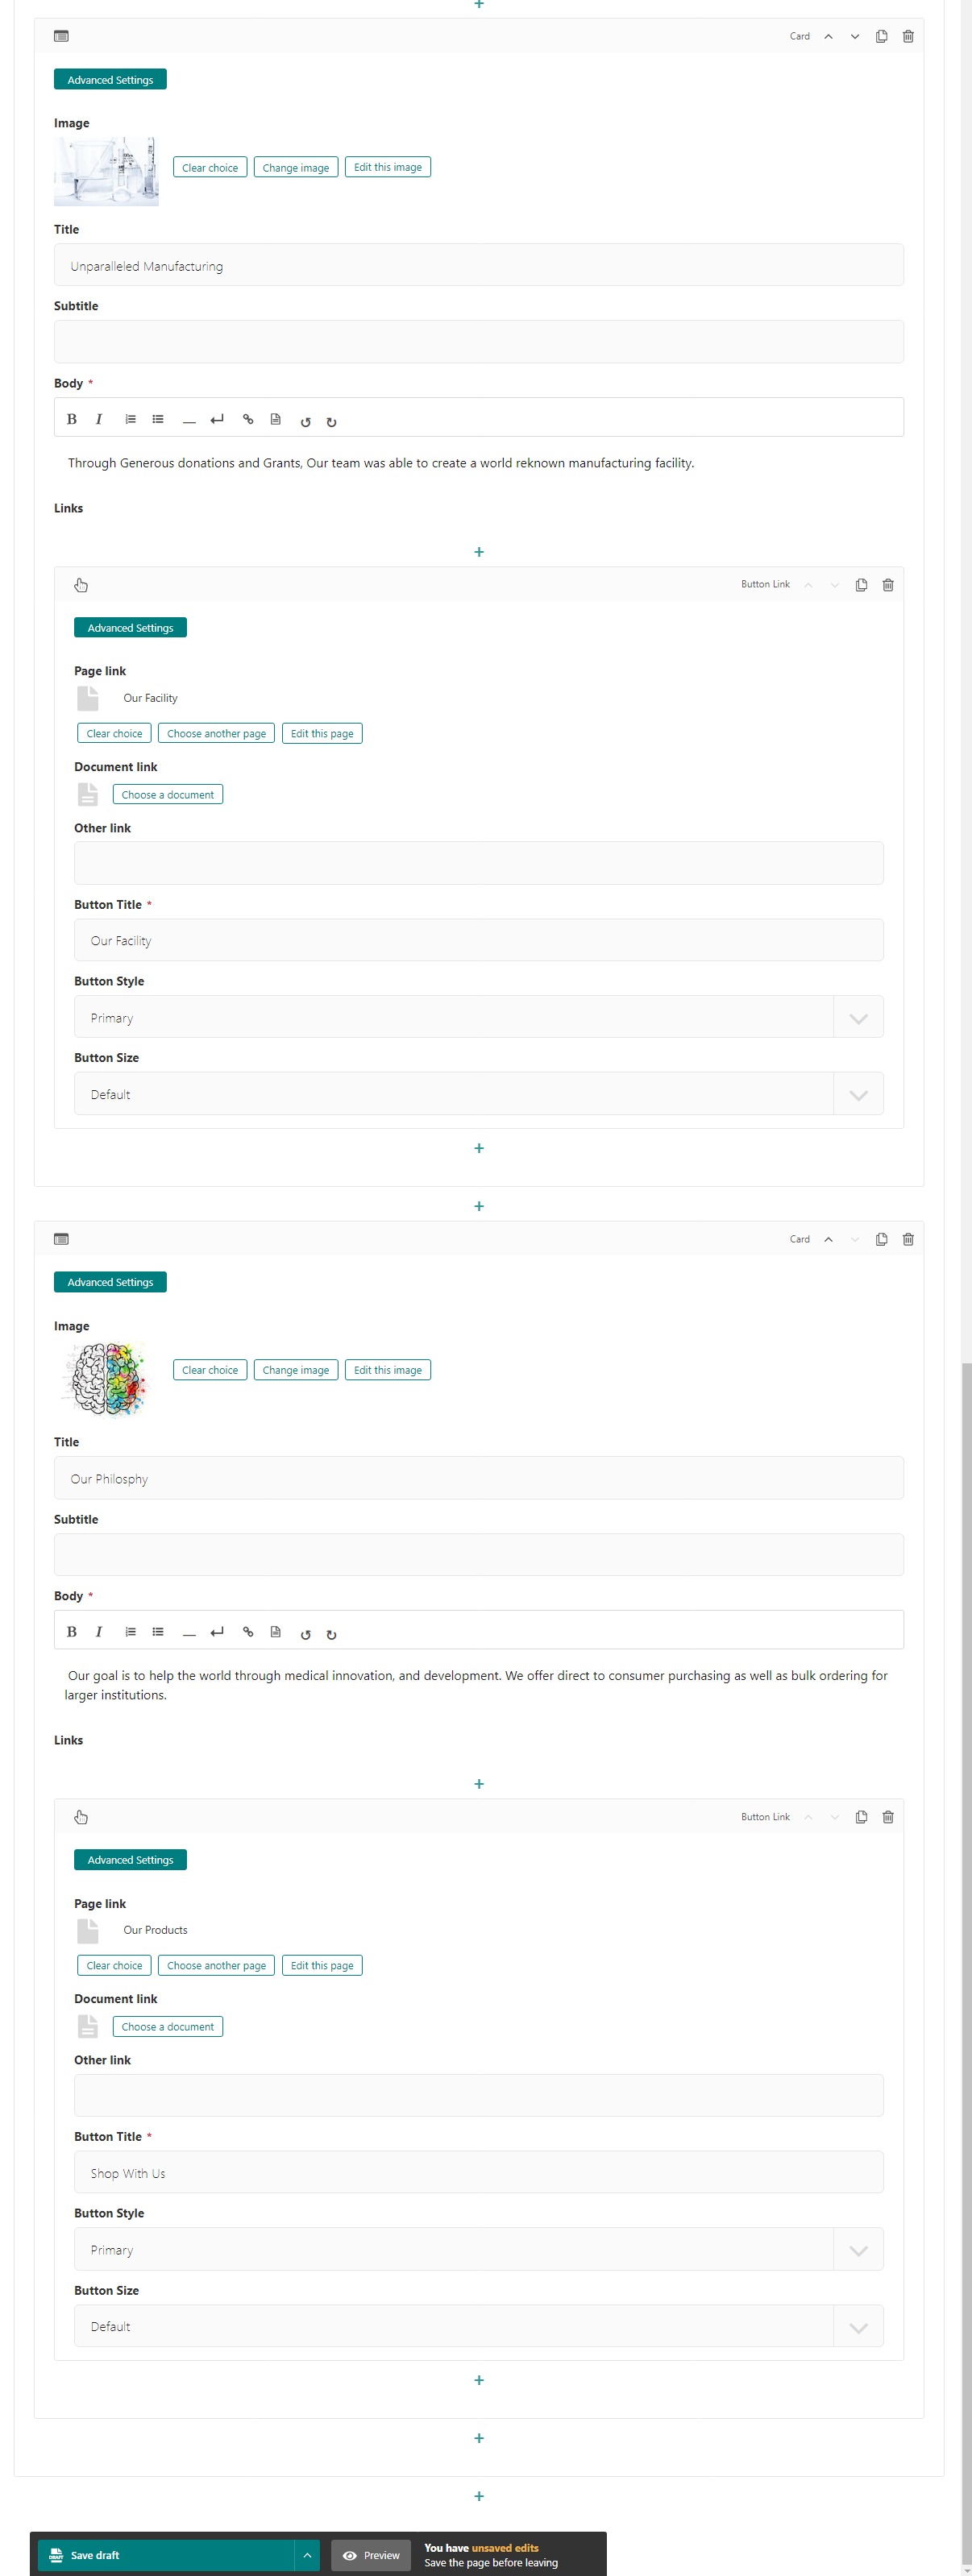 +
Card
Advanced Settings
Image
Clear choice Change image Edit this image
Title
Unparalleled Manufacturing
Subtitle
Body *
B I
Through Generous donations and Grants, Our team was able to create a world reknown manufacturing facility.
Links
+
Button Link
Advanced Settings
Page link
Our Facility
Clear choice Choose another page Edit this page
Document link
Choose a document
Other link
Button Title *
Our Facility
Button Style
Primary
Button Size
Default
+
+
Card
Advanced Settings
Image
Clear choice Change image Edit this image
Title
Our Philosphy
Subtitle
Body *
B I
Our goal is to help the world through medical innovation, and development. We offer direct to consumer purchasing as well as bulk ordering for
larger institutions.
Links
+
Button Link
Advanced Settings
Page link
Our Products
Clear choice Choose another page Edit this page
Document link
Choose a document
Other link
Button Title *
Shop With Us
Button Style
Primary
Button Size
Default
+
+
+
DRAFT Save draft Preview You have unsaved edits
Save the page before leaving